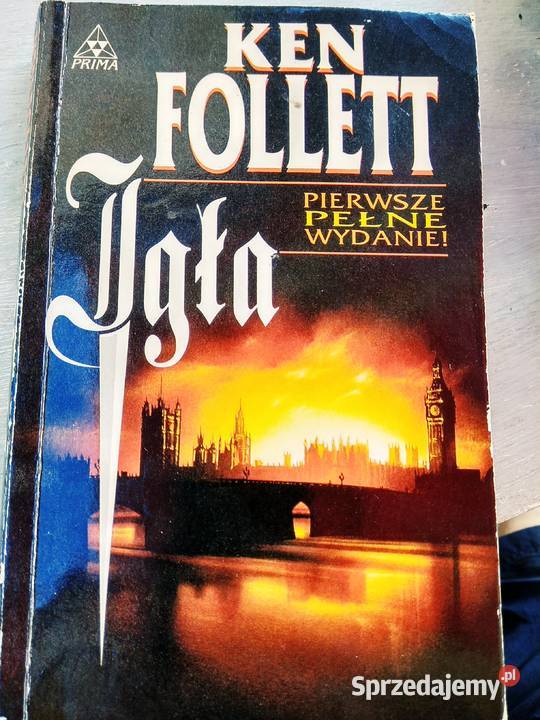 PRIMA
KEN
FOLLETT
Igła
PIERWSZE
PEŁNE
WYDANIE!
Sprzedajemy.pl